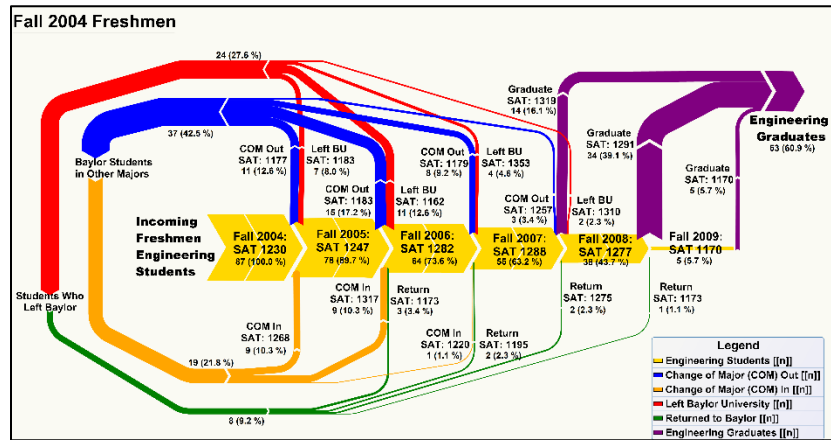 Fall 2004 Freshmen
24 (27.6 %)
37 (42.5 %)
Baylor Students
in Other Majors
COM Out
SAT: 1177
11 (12.6 %)
Left BU
SAT: 1183
7 (8.0 %)
COM Out
SAT: 1183
15 (17.2 %)
Left BU
SAT: 1162
11 (12.6 %)
COM Out
SAT: 1179
8 (9.2 %)
Left BU
SAT: 1353
4 (4.6 %)
COM Out
SAT: 1257
3 (3.4 %)
Left BU
SAT: 1310
2 (2.3 %)
Graduate
SAT: 1319
14 (16.1 %)
Graduate
SAT: 1291
34 (39.1 %)
Graduate
SAT: 1170
5 (5.7 %)
Engineering
Graduates
53 (60.9 %)
Incoming
Freshmen
Engineering
Students
Fall 2004:
SAT 1230
87 (100.0 %)
Fall 2005:
SAT 1247
78 (89.7 %)
Fall 2006:
SAT 1282
64 (73.6 %)
Fall 2007:
SAT 1288
55 (63.2 %)
Fall 2008:
SAT 1277
38 (43.7 %)
Fall 2009:
SAT 1170
5 (5.7 %)
Students Who
Left Baylor
COM In
SAT: 1268
9 (10.3 %)
COM In
SAT: 1317
9 (10.3 %)
Return
SAT: 1173
3 (3.4 %)
COM In
SAT: 1220
1 (1.1 %)
Return
SAT: 1195
2 (2.3 %)
Return
SAT: 1275
2 (2.3 %)
Return
SAT: 1173
1 (1.1 %)
19 (21.8 %)
8 (9.2 %)
Legend
Engineering Students [[n]]
Change of Major (COM) Out [[n]]
Change of Major (COM) In [[n]]
Left Baylor University [[n]]
Returned to Baylor [[n]]
Engineering Graduates [[n]]